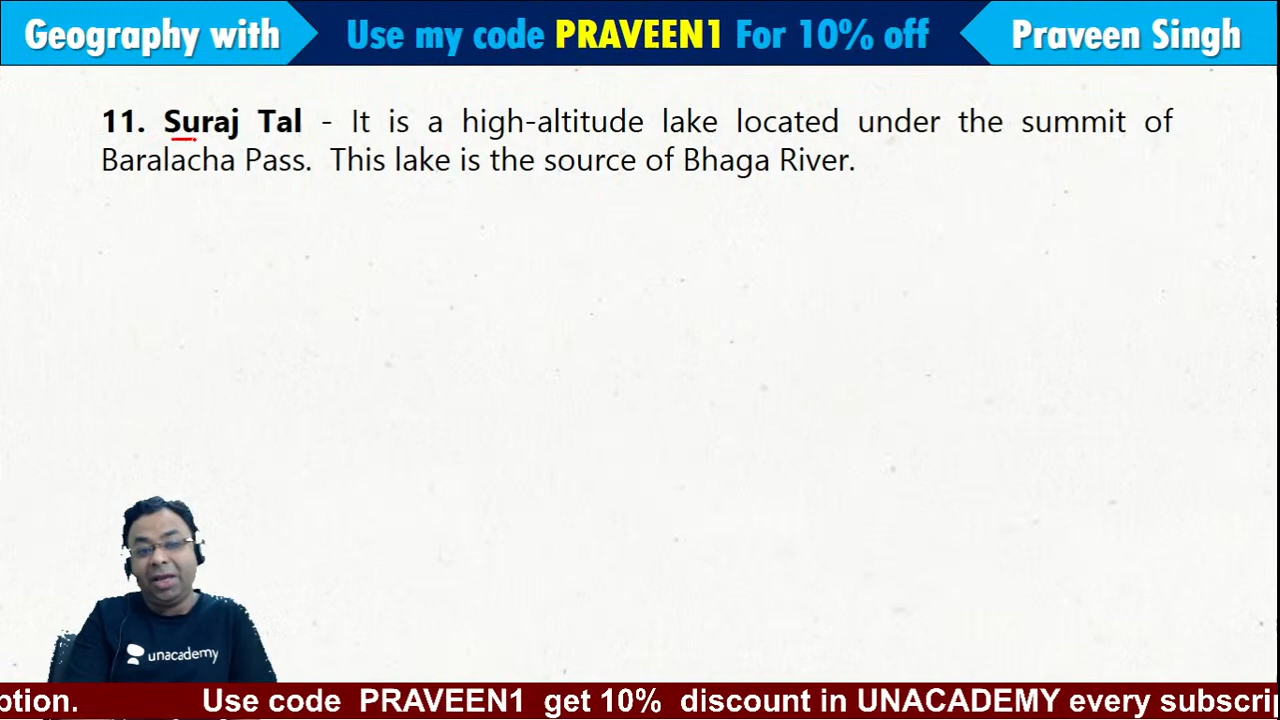 Geography with
Use my code PRAVEEN1 For 10% off
Praveen Singh
11. Suraj Tal - It is a high-altitude lake located under the summit of
Baralacha Pass. This lake is the source of Bhaga River.
unacademy
ption. Use code PRAVEEN1 get 10% discount in UNACADEMY every subscri